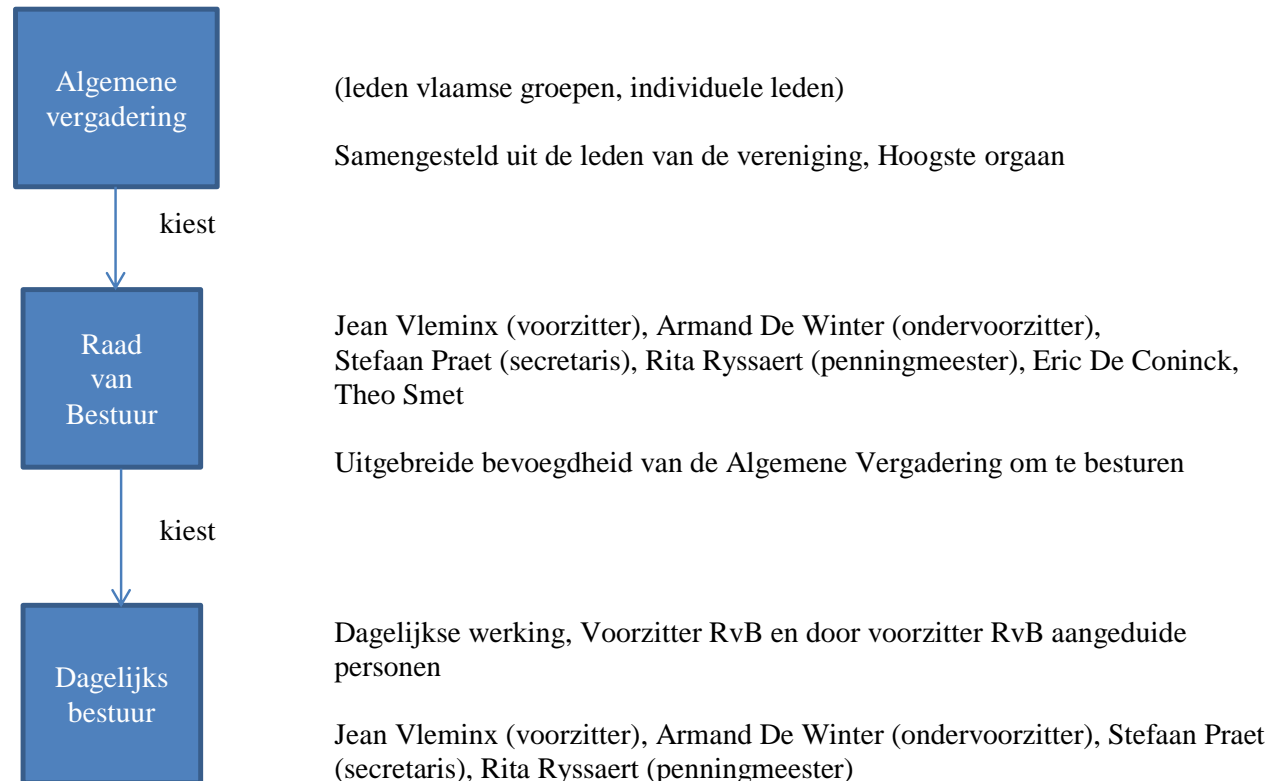 Algemene
vergadering
(leden vlaamse groepen, individuele leden)
Samengesteld uit de leden van de vereniging, Hoogste orgaan
kiest
Raad
van
Bestuur
Jean Vleminx (voorzitter), Armand De Winter (ondervoorzitter),
Stefaan Praet (secretaris), Rita Ryssaert (penningmeester), Eric De Coninck,
Theo Smet
Uitgebreide bevoegdheid van de Algemene Vergadering om te besturen
kiest
Dagelijks
bestuur
Dagelijkse werking, Voorzitter RvB en door voorzitter RvB aangeduide
personen
Jean Vleminx (voorzitter), Armand De Winter (ondervoorzitter), Stefaan Praet
(secretaris), Rita Ryssaert (penningmeester)